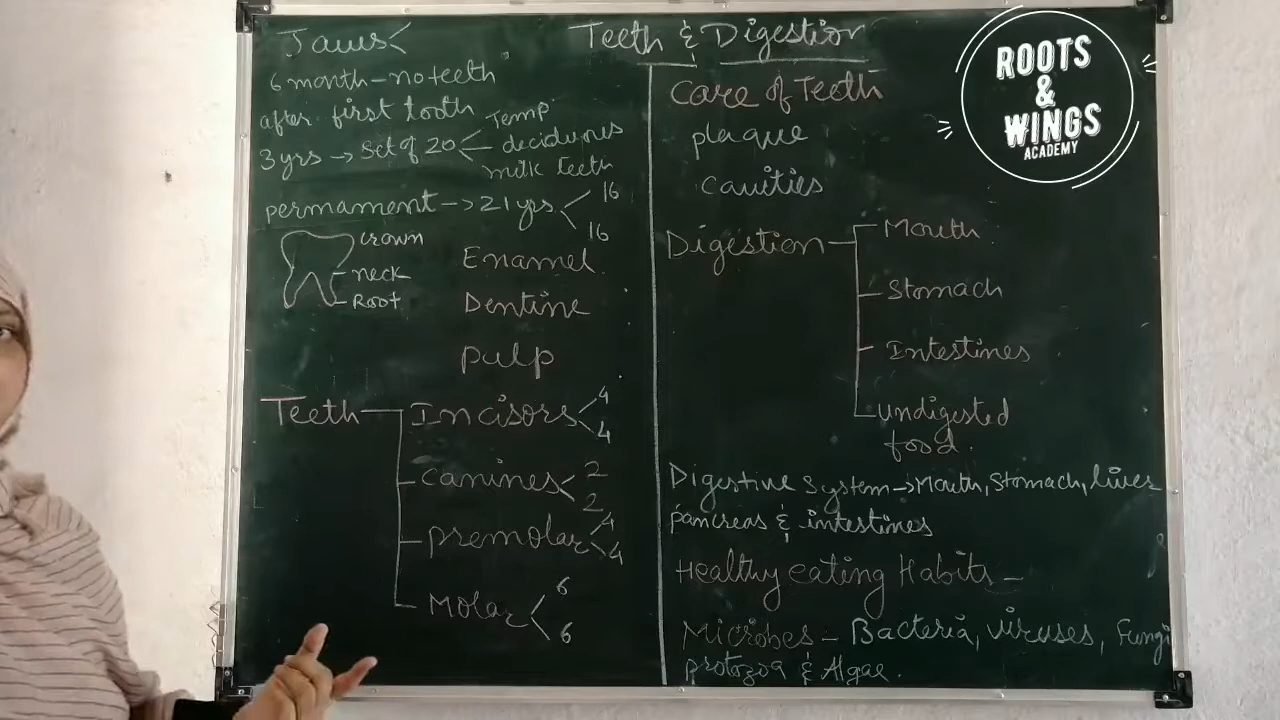 Teeth & Digestion
Jaws
6 month - no teeth
after first tooth
3 yrs → Set of 20
Temp
deciduous
milk teeth
permament → 21 yrs
16
16
crown
neck
Root
Enamel
Dentine
pulp
Teeth
Incisors
4
4
canines
2
2
premolar
4
4
Molar
6
6
Care of Teeth
plaque
cavities
Digestion
Mouth
Stomach
Intestines
undigested
food.
Digestive System → Mouth, Stomach, liver
pancreas & intestines
Healthy eating Habits -
Microbes - Bacteria, viruses, Fungi
protozoa & Algae.
ROOTS
&
WINGS
ACADEMY